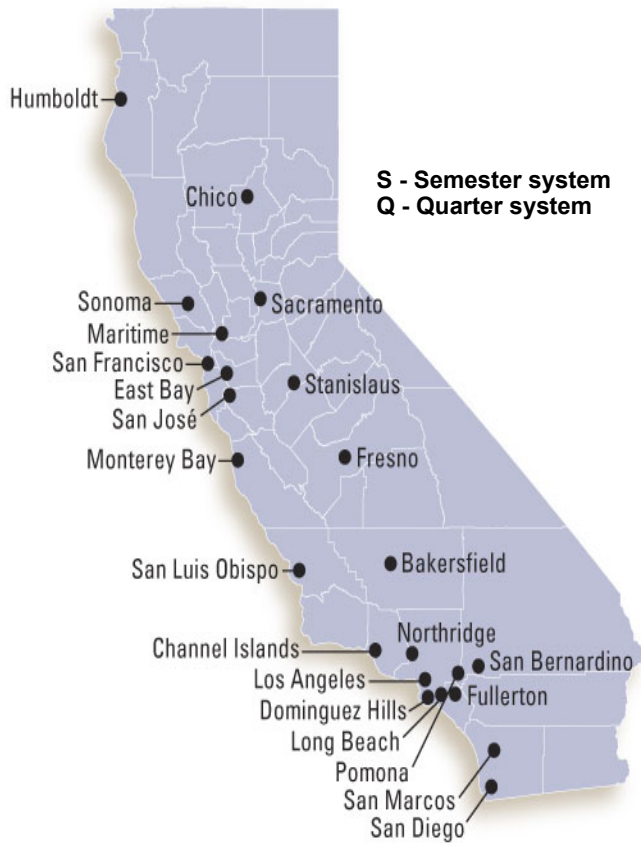 Humboldt
Chico
S - Semester system
Q - Quarter system
Sonoma
Sacramento
Maritime
San Francisco
East Bay
Stanislaus
San José
Monterey Bay
Fresno
San Luis Obispo
Bakersfield
Channel Islands
Northridge
San Bernardino
Los Angeles
Dominguez Hills
Fullerton
Long Beach
Pomona
San Marcos
San Diego